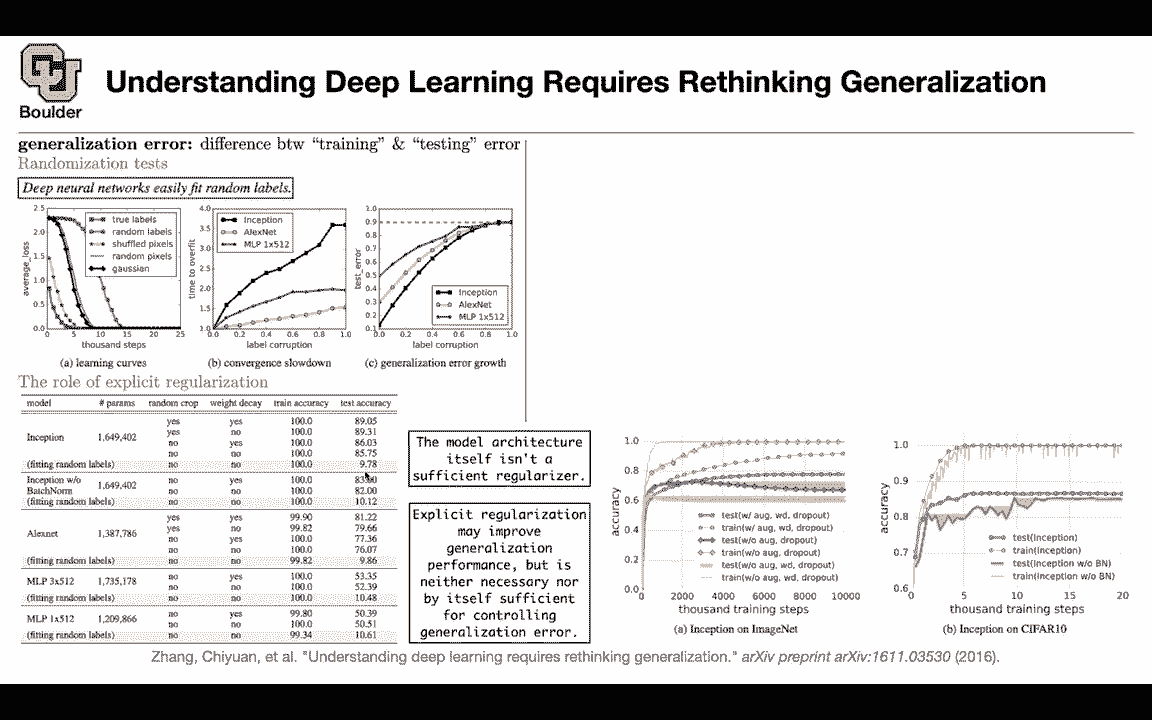 Boulder
Understanding Deep Learning Requires Rethinking Generalization
generalization error: difference btw “training” & “testing” error
Randomization tests
Deep neural networks easily fit random labels.
2.5
2.0
1.5
1.0
0.5
0.0
0 5 10 15 20 25
average_loss
thousand steps
true labels
random labels
shuffled pixels
random pixels
gaussian
(a) learning curves
4.0
3.5
3.0
2.5
2.0
1.5
1.0
0.0 0.2 0.4 0.6 0.8 1.0
time to overfit
label corruption
Inception
AlexNet
MLP 1x512
(b) convergence slowdown
1.0
0.9
0.8
0.7
0.6
0.5
0.4
0.3
0.2
0.1
0.0 0.2 0.4 0.6 0.8 1.0
test_error
label corruption
Inception
AlexNet
MLP 1x512
(c) generalization error growth
The role of explicit regularization
model # params random crop weight decay train accuracy test accuracy
yes yes 100.0 89.05
yes no 100.0 89.31
Inception 1,649,402
no yes 100.0 86.03
no no 100.0 85.75
(fitting random labels) no no 100.0 9.78
Inception w/o BatchNorm 1,649,402
no yes 100.0
no no 100.0 82.00
(fitting random labels) no no 100.0 10.12
yes yes 99.90 81.22
yes no 99.82 79.66
Alexnet 1,387,786
no yes 100.0 77.36
no no 100.0 76.07
(fitting random labels) no no 99.82 9.86
MLP 3x512 1,735,178
no yes 100.0 53.35
no no 100.0 52.39
(fitting random labels) no no 100.0 10.48
MLP 1x512 1,209,866
no yes 99.80 50.39
no no 100.0 50.51
(fitting random labels) no no 99.34 10.61
The model architecture
itself isn't a
sufficient regularizer.
Explicit regularization
may improve
generalization
performance, but is
neither necessary nor
by itself sufficient
for controlling
generalization error.
1.0
0.8
0.6
0.4
0.2
0.0
0 2000 4000 6000 8000 10000
accuracy
thousand training steps
test(w/ aug, wd, dropout)
train(w/ aug, wd, dropout)
test(w/o aug, dropout)
train(w/o aug, dropout)
test(w/o aug, wd, dropout)
train(w/o aug, wd, dropout)
(a) Inception on ImageNet
1.0
0.9
0.8
0.7
0.6
0 5 10 15 20
accuracy
thousand training steps
test(Inception)
train(Inception)
test(Inception w/o BN)
train(Inception w/o BN)
(b) Inception on CIFAR10
Zhang, Chiyuan, et al. "Understanding deep learning requires rethinking generalization." arXiv preprint arXiv:1611.03530 (2016).